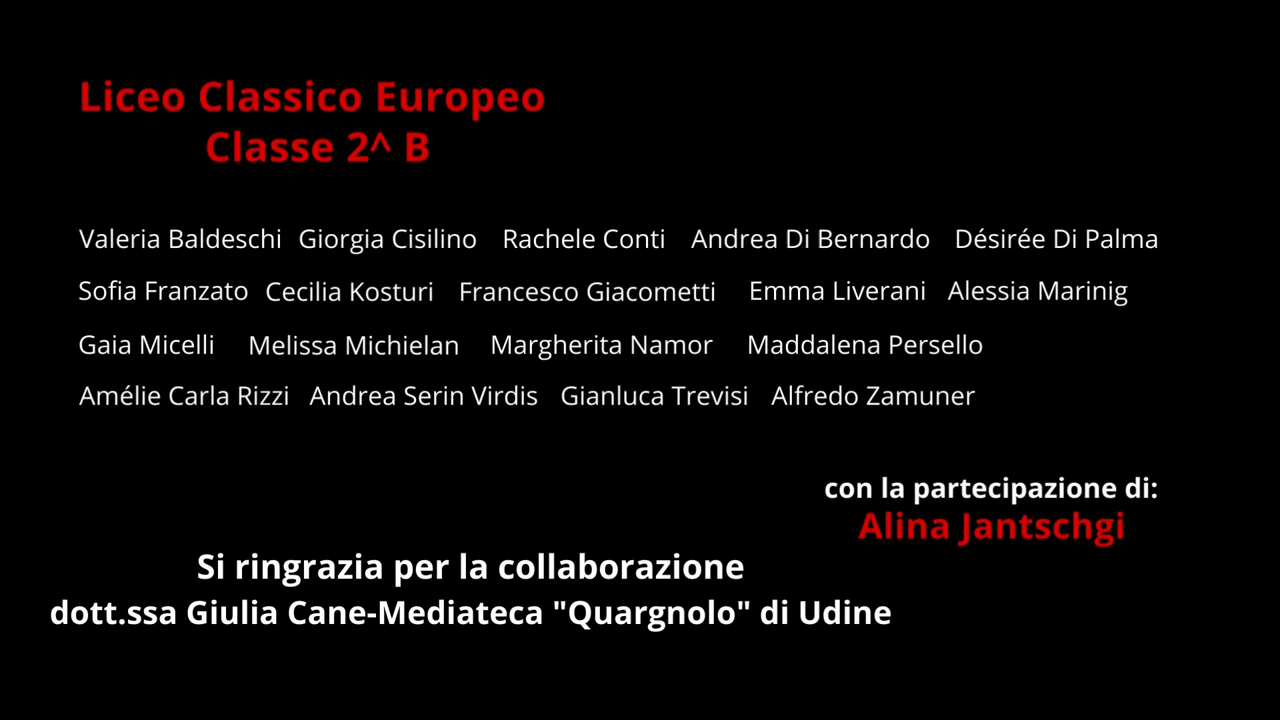 Liceo Classico Europeo
Classe 2^ B
Valeria Baldeschi Giorgia Cisilino Rachele Conti Andrea Di Bernardo Désirée Di Palma
Sofia Franzato Cecilia Kosturi Francesco Giacometti Emma Liverani Alessia Marinig
Gaia Micelli Melissa Michielan Margherita Namor Maddalena Persello
Amélie Carla Rizzi Andrea Serin Virdis Gianluca Trevisi Alfredo Zamuner
con la partecipazione di:
Alina Jantschgi
Si ringrazia per la collaborazione
dott.ssa Giulia Cane-Mediateca "Quargnolo" di Udine